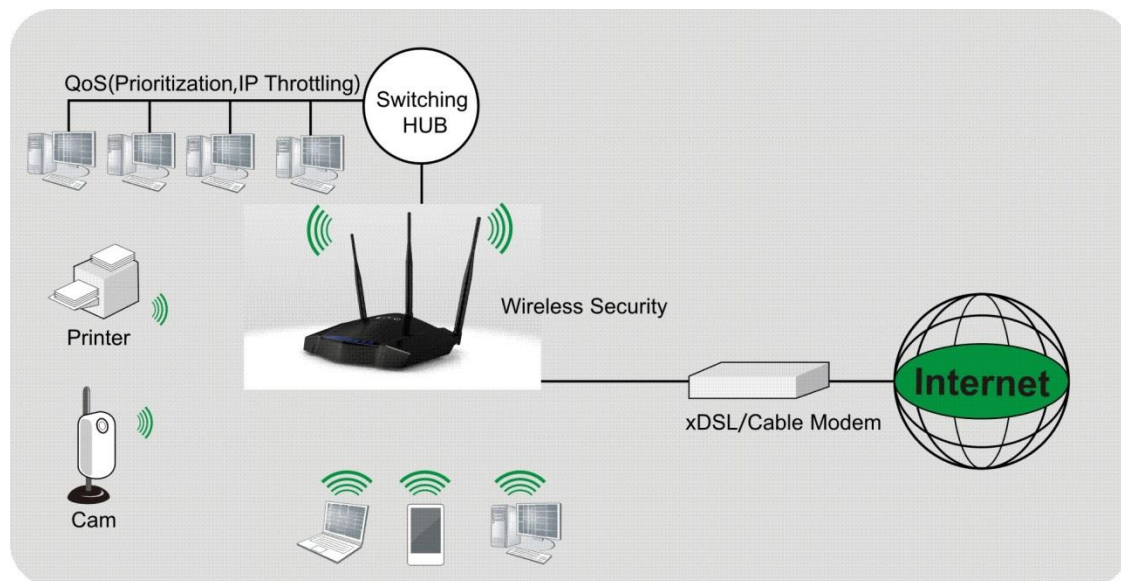 QoS(Prioritization,IP Throttling)
Switching
HUB
Wireless Security
Printer
Internet
xDSL/Cable Modem
Cam